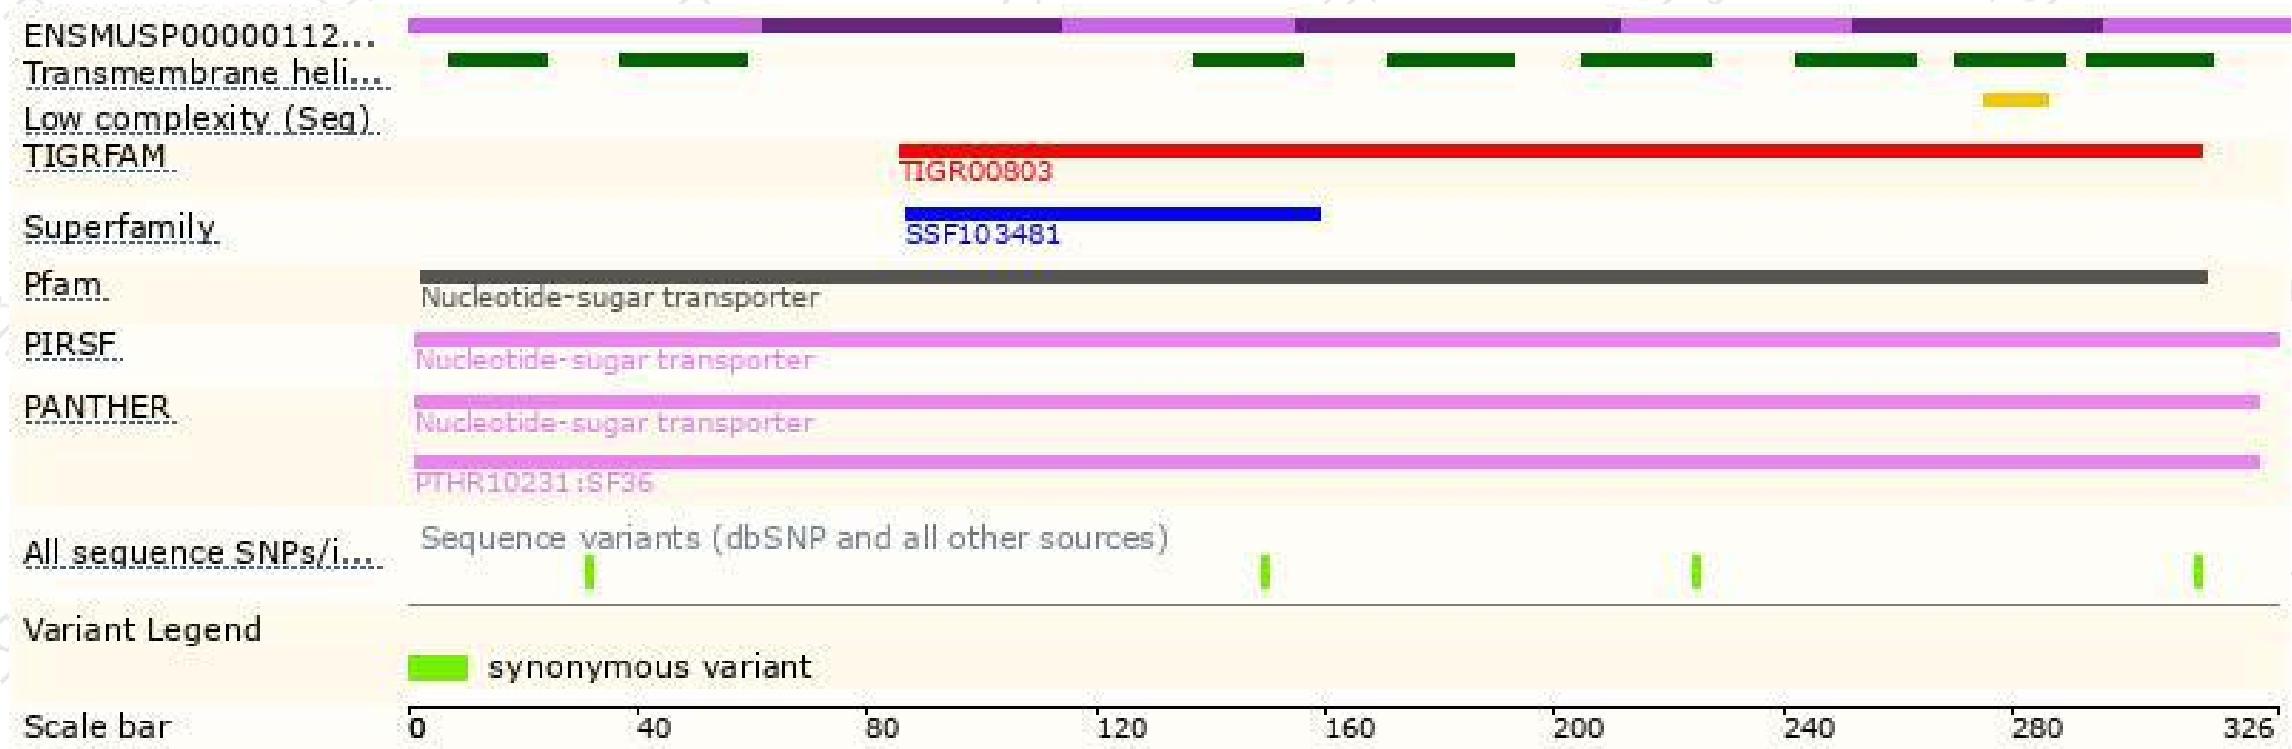 ENSMUSP00000112...
Transmembrane heli...
Low complexity (Seg)
TIGRFAM
TIGR00803
Superfamily
SSF103481
Pfam
Nucleotide-sugar transporter
PIRSF
Nucleotide-sugar transporter
PANTHER
Nucleotide-sugar transporter
PTHR10231:SF36
Sequence variants (dbSNP and all other sources)
All sequence SNPs/i...
Variant Legend
synonymous variant
Scale bar 0 40 80 120 160 200 240 280 326